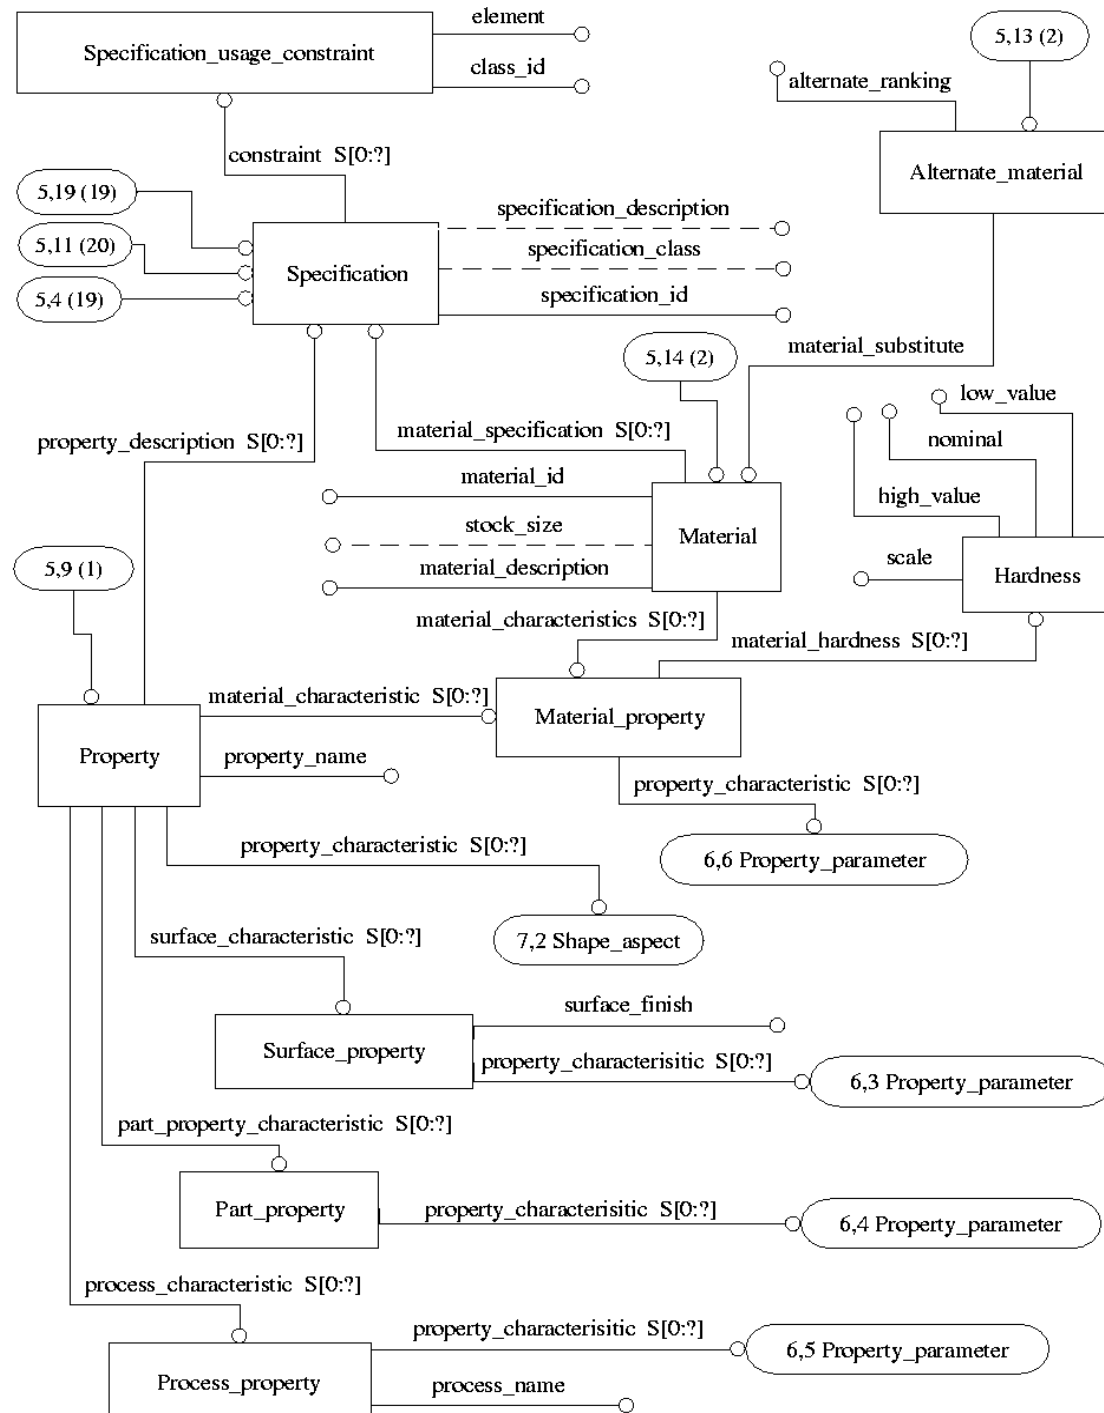 element
5,13 (2)
Specification_usage_constraint
class_id
alternate_ranking
constraint S[0:?]
Alternate_material
5,19 (19)
specification_description
5,11 (20)
specification_class
Specification
5,4 (19)
specification_id
5,14 (2)
material_substitute
low_value
property_description S[0:?]
material_specification S[0:?]
nominal
material_id
high_value
stock_size
Material
5,9 (1)
material_description
scale
Hardness
material_characteristics S[0:?]
material_hardness S[0:?]
material_characteristic S[0:?]
Material_property
Property
property_name
property_characteristic S[0:?]
property_characteristic S[0:?]
6,6 Property_parameter
surface_characteristic S[0:?]
7,2 Shape_aspect
surface_finish
Surface_property
property_characterisitic S[0:?]
6,3 Property_parameter
part_property_characteristic S[0:?]
Part_property
property_characterisitic S[0:?]
6,4 Property_parameter
process_characteristic S[0:?]
property_characterisitic S[0:?]
6,5 Property_parameter
Process_property
process_name